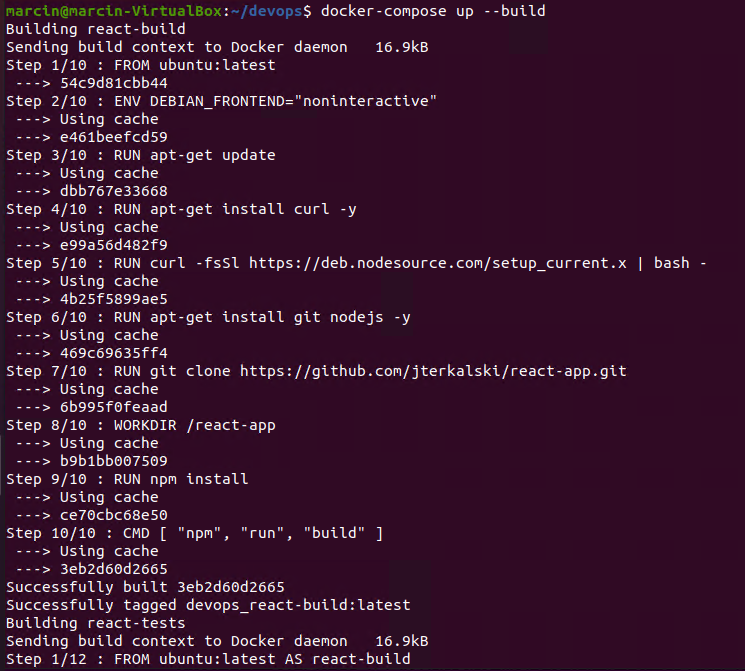 marcin@marcin-VirtualBox:~/devops$ docker-compose up --build
Building react-build
Sending build context to Docker daemon   16.9kB
Step 1/10 : FROM ubuntu:latest
 ---> 54c9d81cbb44
Step 2/10 : ENV DEBIAN_FRONTEND="noninteractive"
 ---> Using cache
 ---> e461beefcd59
Step 3/10 : RUN apt-get update
 ---> Using cache
 ---> dbb767e33668
Step 4/10 : RUN apt-get install curl -y
 ---> Using cache
 ---> e99a56d482f9
Step 5/10 : RUN curl -fsSl https://deb.nodesource.com/setup_current.x | bash -
 ---> Using cache
 ---> 4b25f5899ae5
Step 6/10 : RUN apt-get install git nodejs -y
 ---> Using cache
 ---> 469c69635ff4
Step 7/10 : RUN git clone https://github.com/jterkalski/react-app.git
 ---> Using cache
 ---> 6b995f0feaad
Step 8/10 : WORKDIR /react-app
 ---> Using cache
 ---> b9b1bb007509
Step 9/10 : RUN npm install
 ---> Using cache
 ---> ce70cbc68e50
Step 10/10 : CMD [ "npm", "run", "build" ]
 ---> Using cache
 ---> 3eb2d60d2665
Successfully built 3eb2d60d2665
Successfully tagged devops_react-build:latest
Building react-tests
Sending build context to Docker daemon   16.9kB
Step 1/12 : FROM ubuntu:latest AS react-build